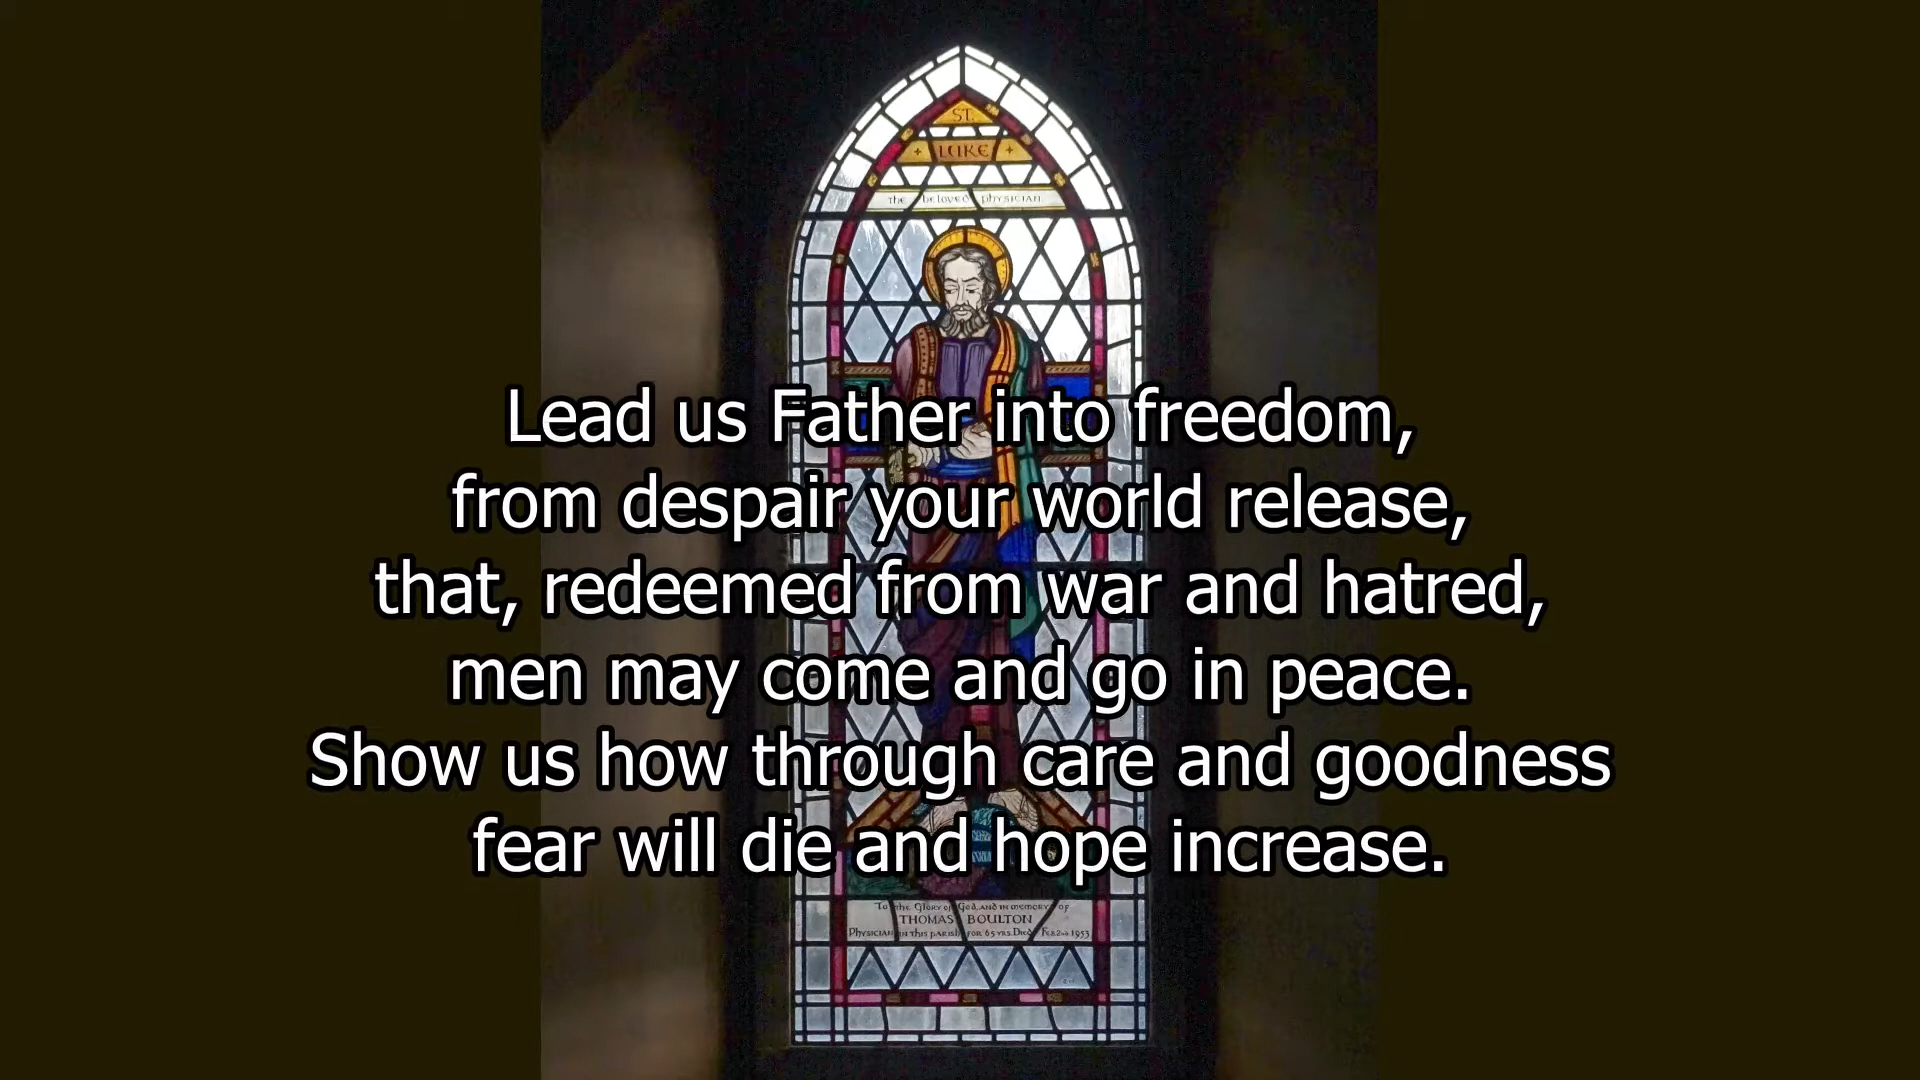 ST.
LUKE
the beloved physician.
Lead us Father into freedom,
from despair your world release,
that, redeemed from war and hatred,
men may come and go in peace.
Show us how through care and goodness
fear will die and hope increase.
To the Glory of God, and in memory of
THOMAS BOULTON
Physician in this parish for 65 yrs. Died Feb. 2nd 1953